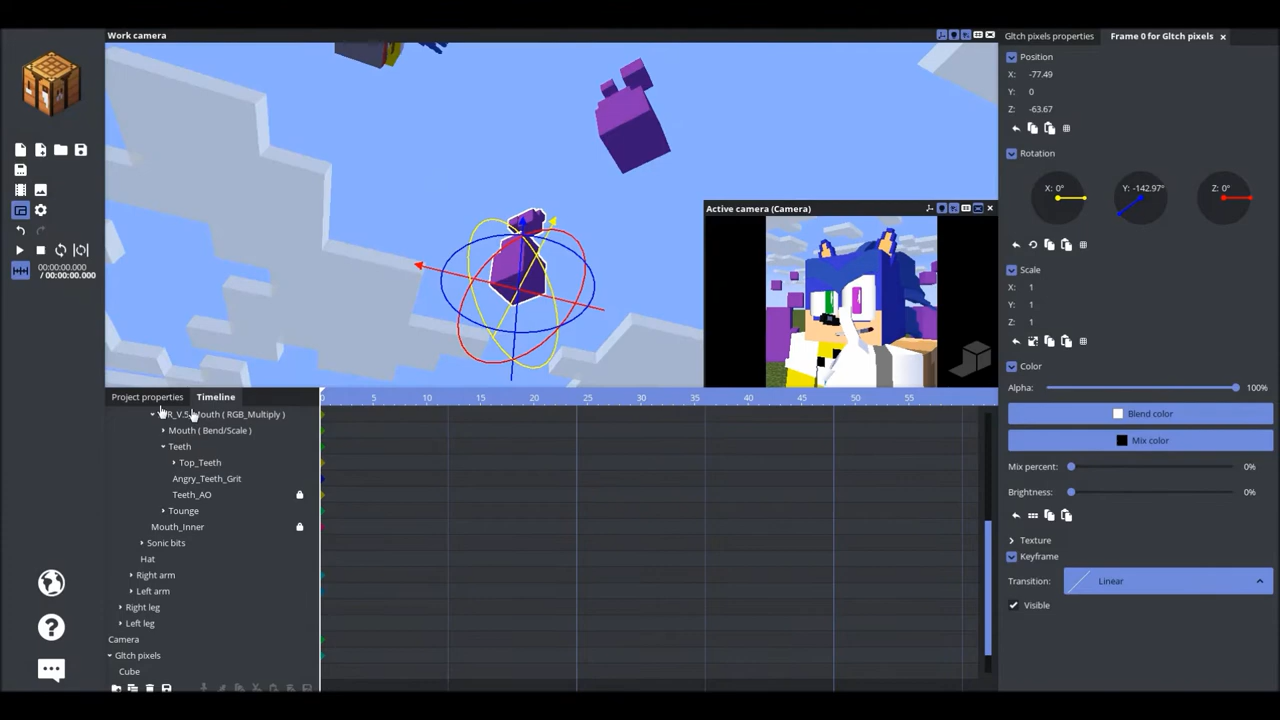 Work camera
Gltch pixels properties
Frame 0 for Gltch pixels
Position
X: -77.49
Y: 0
Z: -63.67
Rotation
X: 0°
Y: -142.97°
Z: 0°
Active camera (Camera)
Scale
X: 1
Y: 1
Z: 1
00:00:00.000
/ 00:00:00.000
Color
Alpha:
100%
Blend color
Mix color
Mix percent:
0%
Brightness:
0%
Texture
Keyframe
Transition:
Linear
Visible
Project properties
Timeline
0 5 10 15 20 25 30 35 40 45 50 55
Mouth ( RGB_Multiply )
Mouth ( Bend/Scale )
Teeth
Top_Teeth
Angry_Teeth_Grit
Teeth_AO
Tounge
Mouth_Inner
Sonic bits
Hat
Right arm
Left arm
Right leg
Left leg
Camera
Gltch pixels
Cube